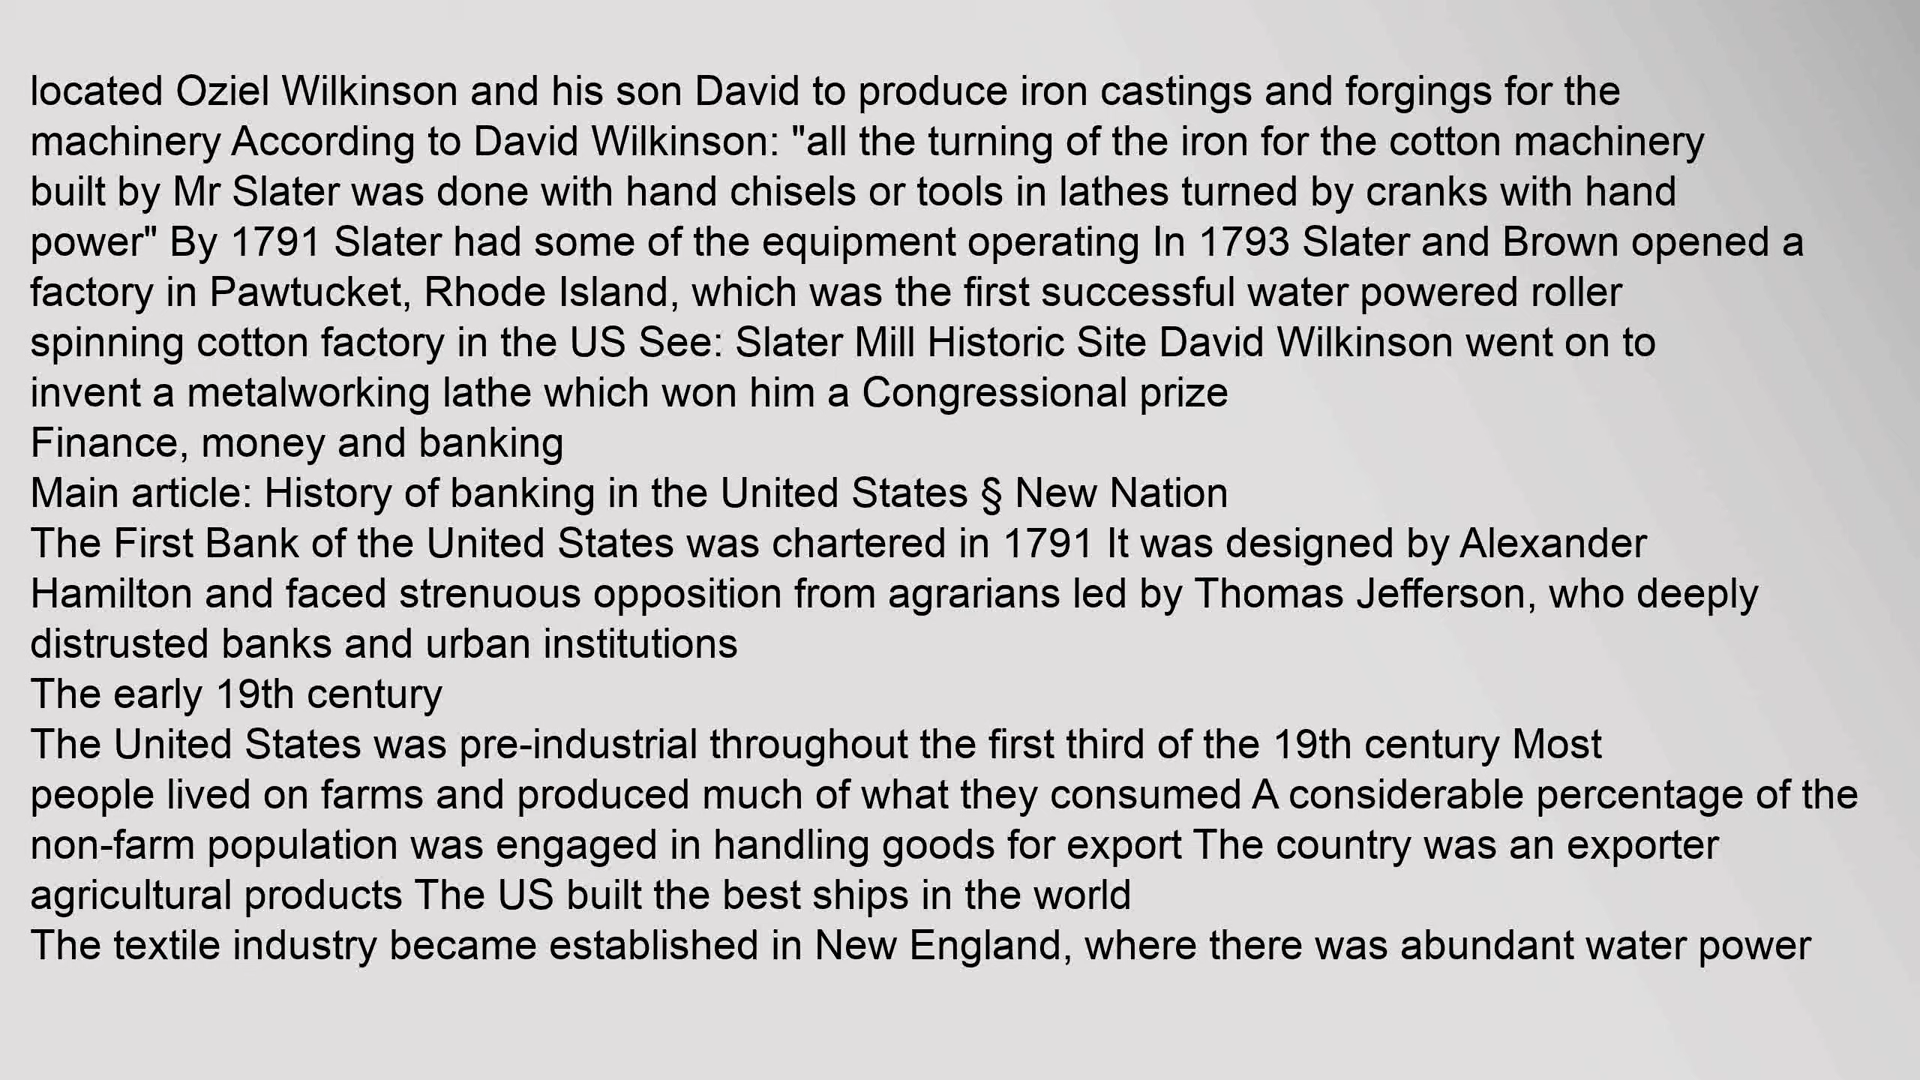 located Oziel Wilkinson and his son David to produce iron castings and forgings for the
machinery According to David Wilkinson: "all the turning of the iron for the cotton machinery
built by Mr Slater was done with hand chisels or tools in lathes turned by cranks with hand
power" By 1791 Slater had some of the equipment operating In 1793 Slater and Brown opened a
factory in Pawtucket, Rhode Island, which was the first successful water powered roller
spinning cotton factory in the US See: Slater Mill Historic Site David Wilkinson went on to
invent a metalworking lathe which won him a Congressional prize
Finance, money and banking
Main article: History of banking in the United States § New Nation
The First Bank of the United States was chartered in 1791 It was designed by Alexander
Hamilton and faced strenuous opposition from agrarians led by Thomas Jefferson, who deeply
distrusted banks and urban institutions
The early 19th century
The United States was pre-industrial throughout the first third of the 19th century Most
people lived on farms and produced much of what they consumed A considerable percentage of the
non-farm population was engaged in handling goods for export The country was an exporter
agricultural products The US built the best ships in the world
The textile industry became established in New England, where there was abundant water power